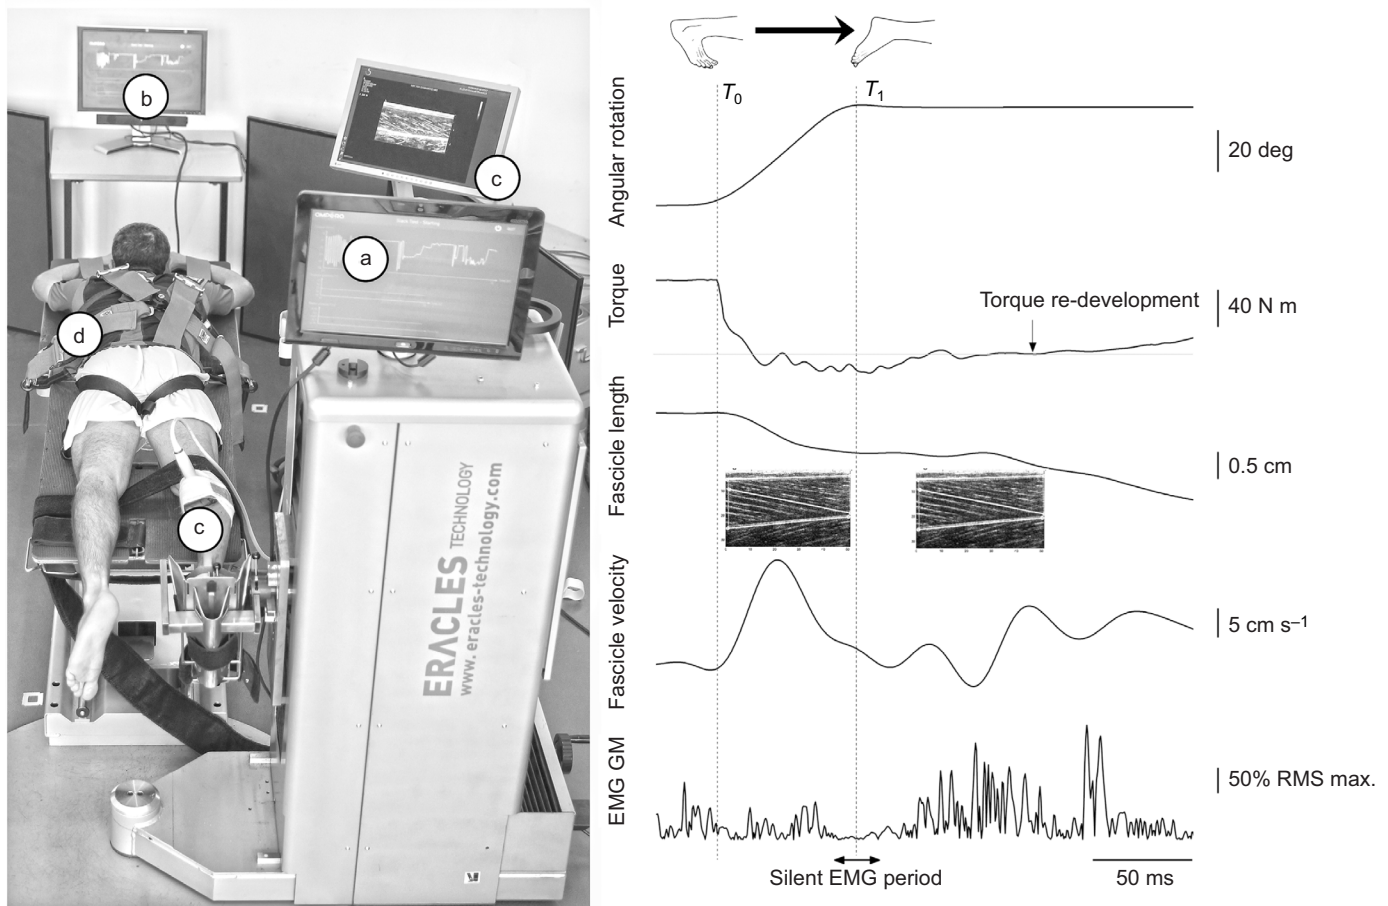 b
c
a
d
c
ERACLES TECHNOLOGY
www.eracles-technology.com
T0
T1
Angular rotation
20 deg
Torque
Torque re-development
40 N m
Fascicle length
0.5 cm
Fascicle velocity
5 cm s–1
EMG GM
50% RMS max.
Silent EMG period
50 ms